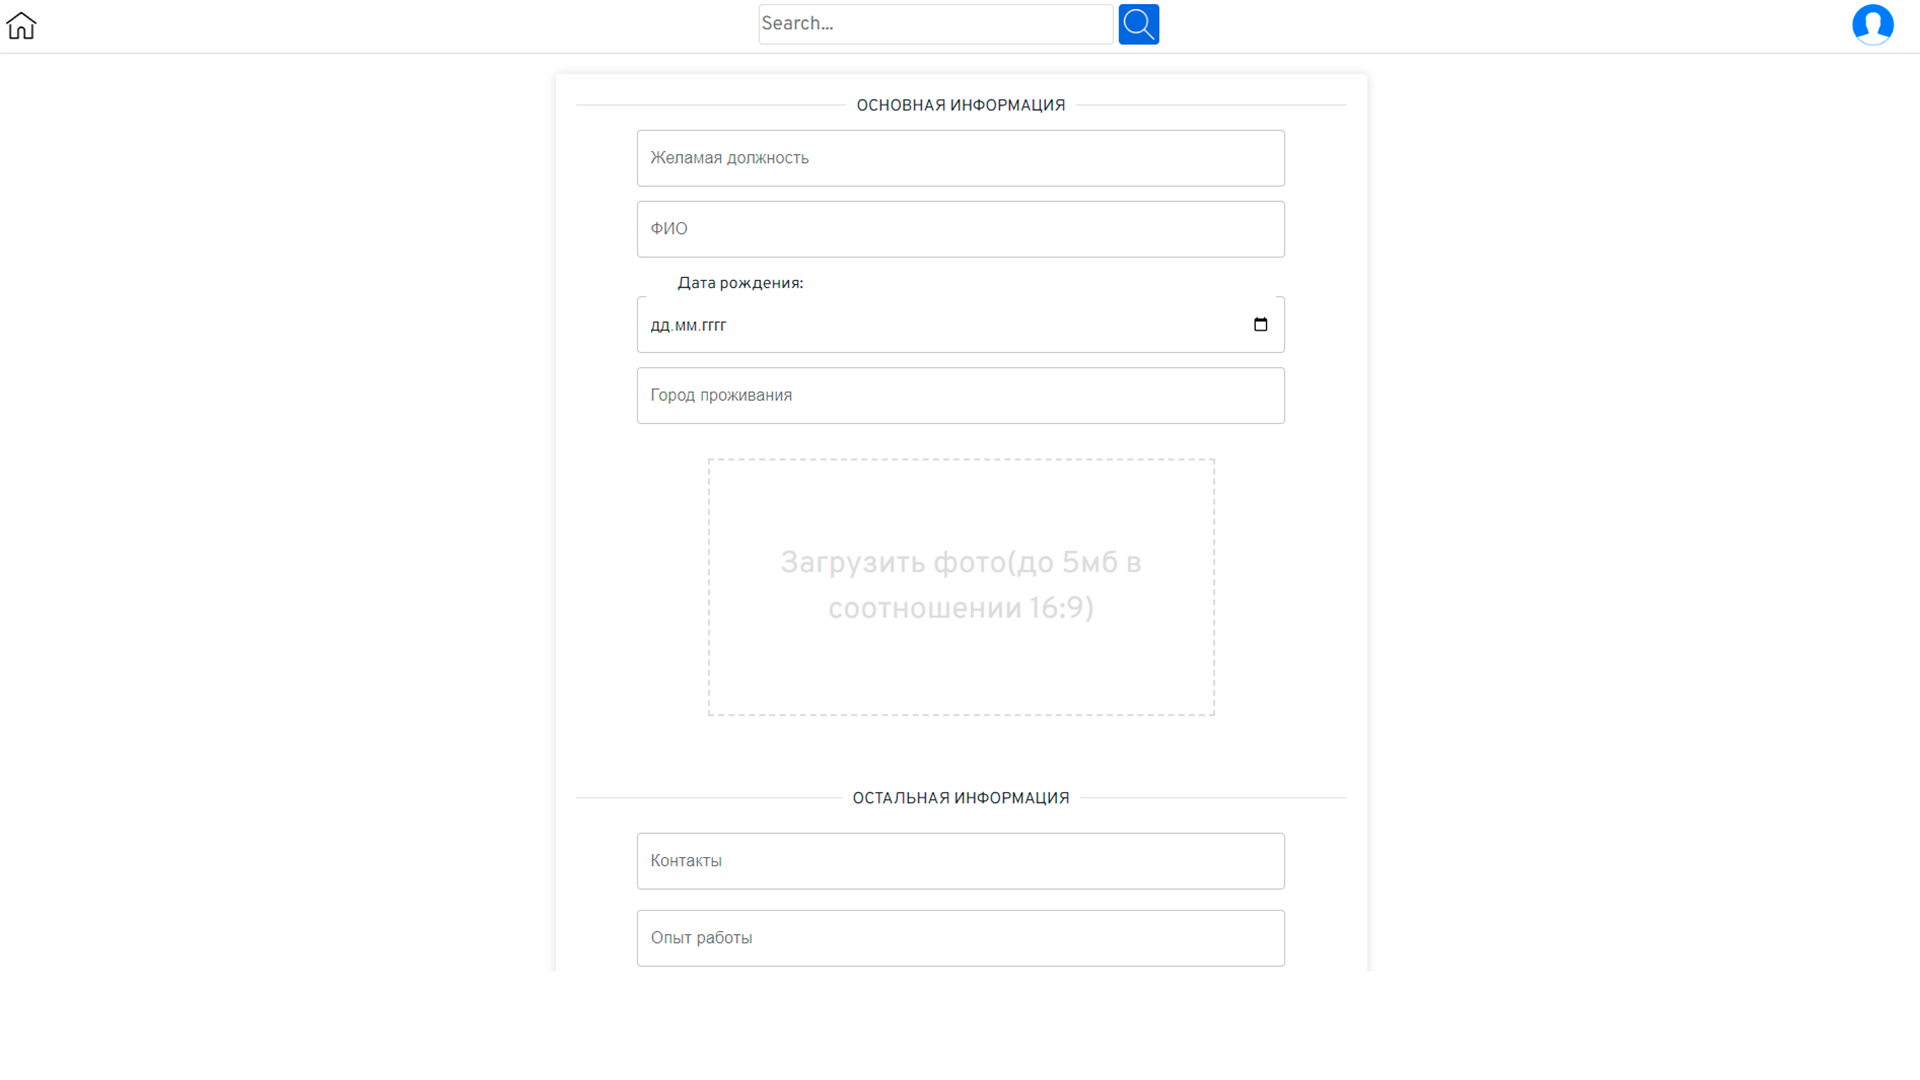 Search...
ОСНОВНАЯ ИНФОРМАЦИЯ
Желамая должность
ФИО
Дата рождения:
дд.мм.гггг
Город проживания
Загрузить фото(до 5мб в
соотношении 16:9)
ОСТАЛЬНАЯ ИНФОРМАЦИЯ
Контакты
Опыт работы